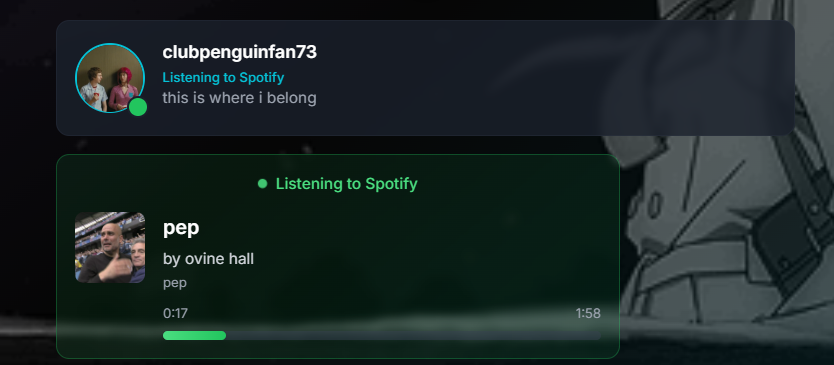 clubpenguinfan73
Listening to Spotify
this is where i belong
Listening to Spotify
pep
by ovine hall
pep
0:17 1:58